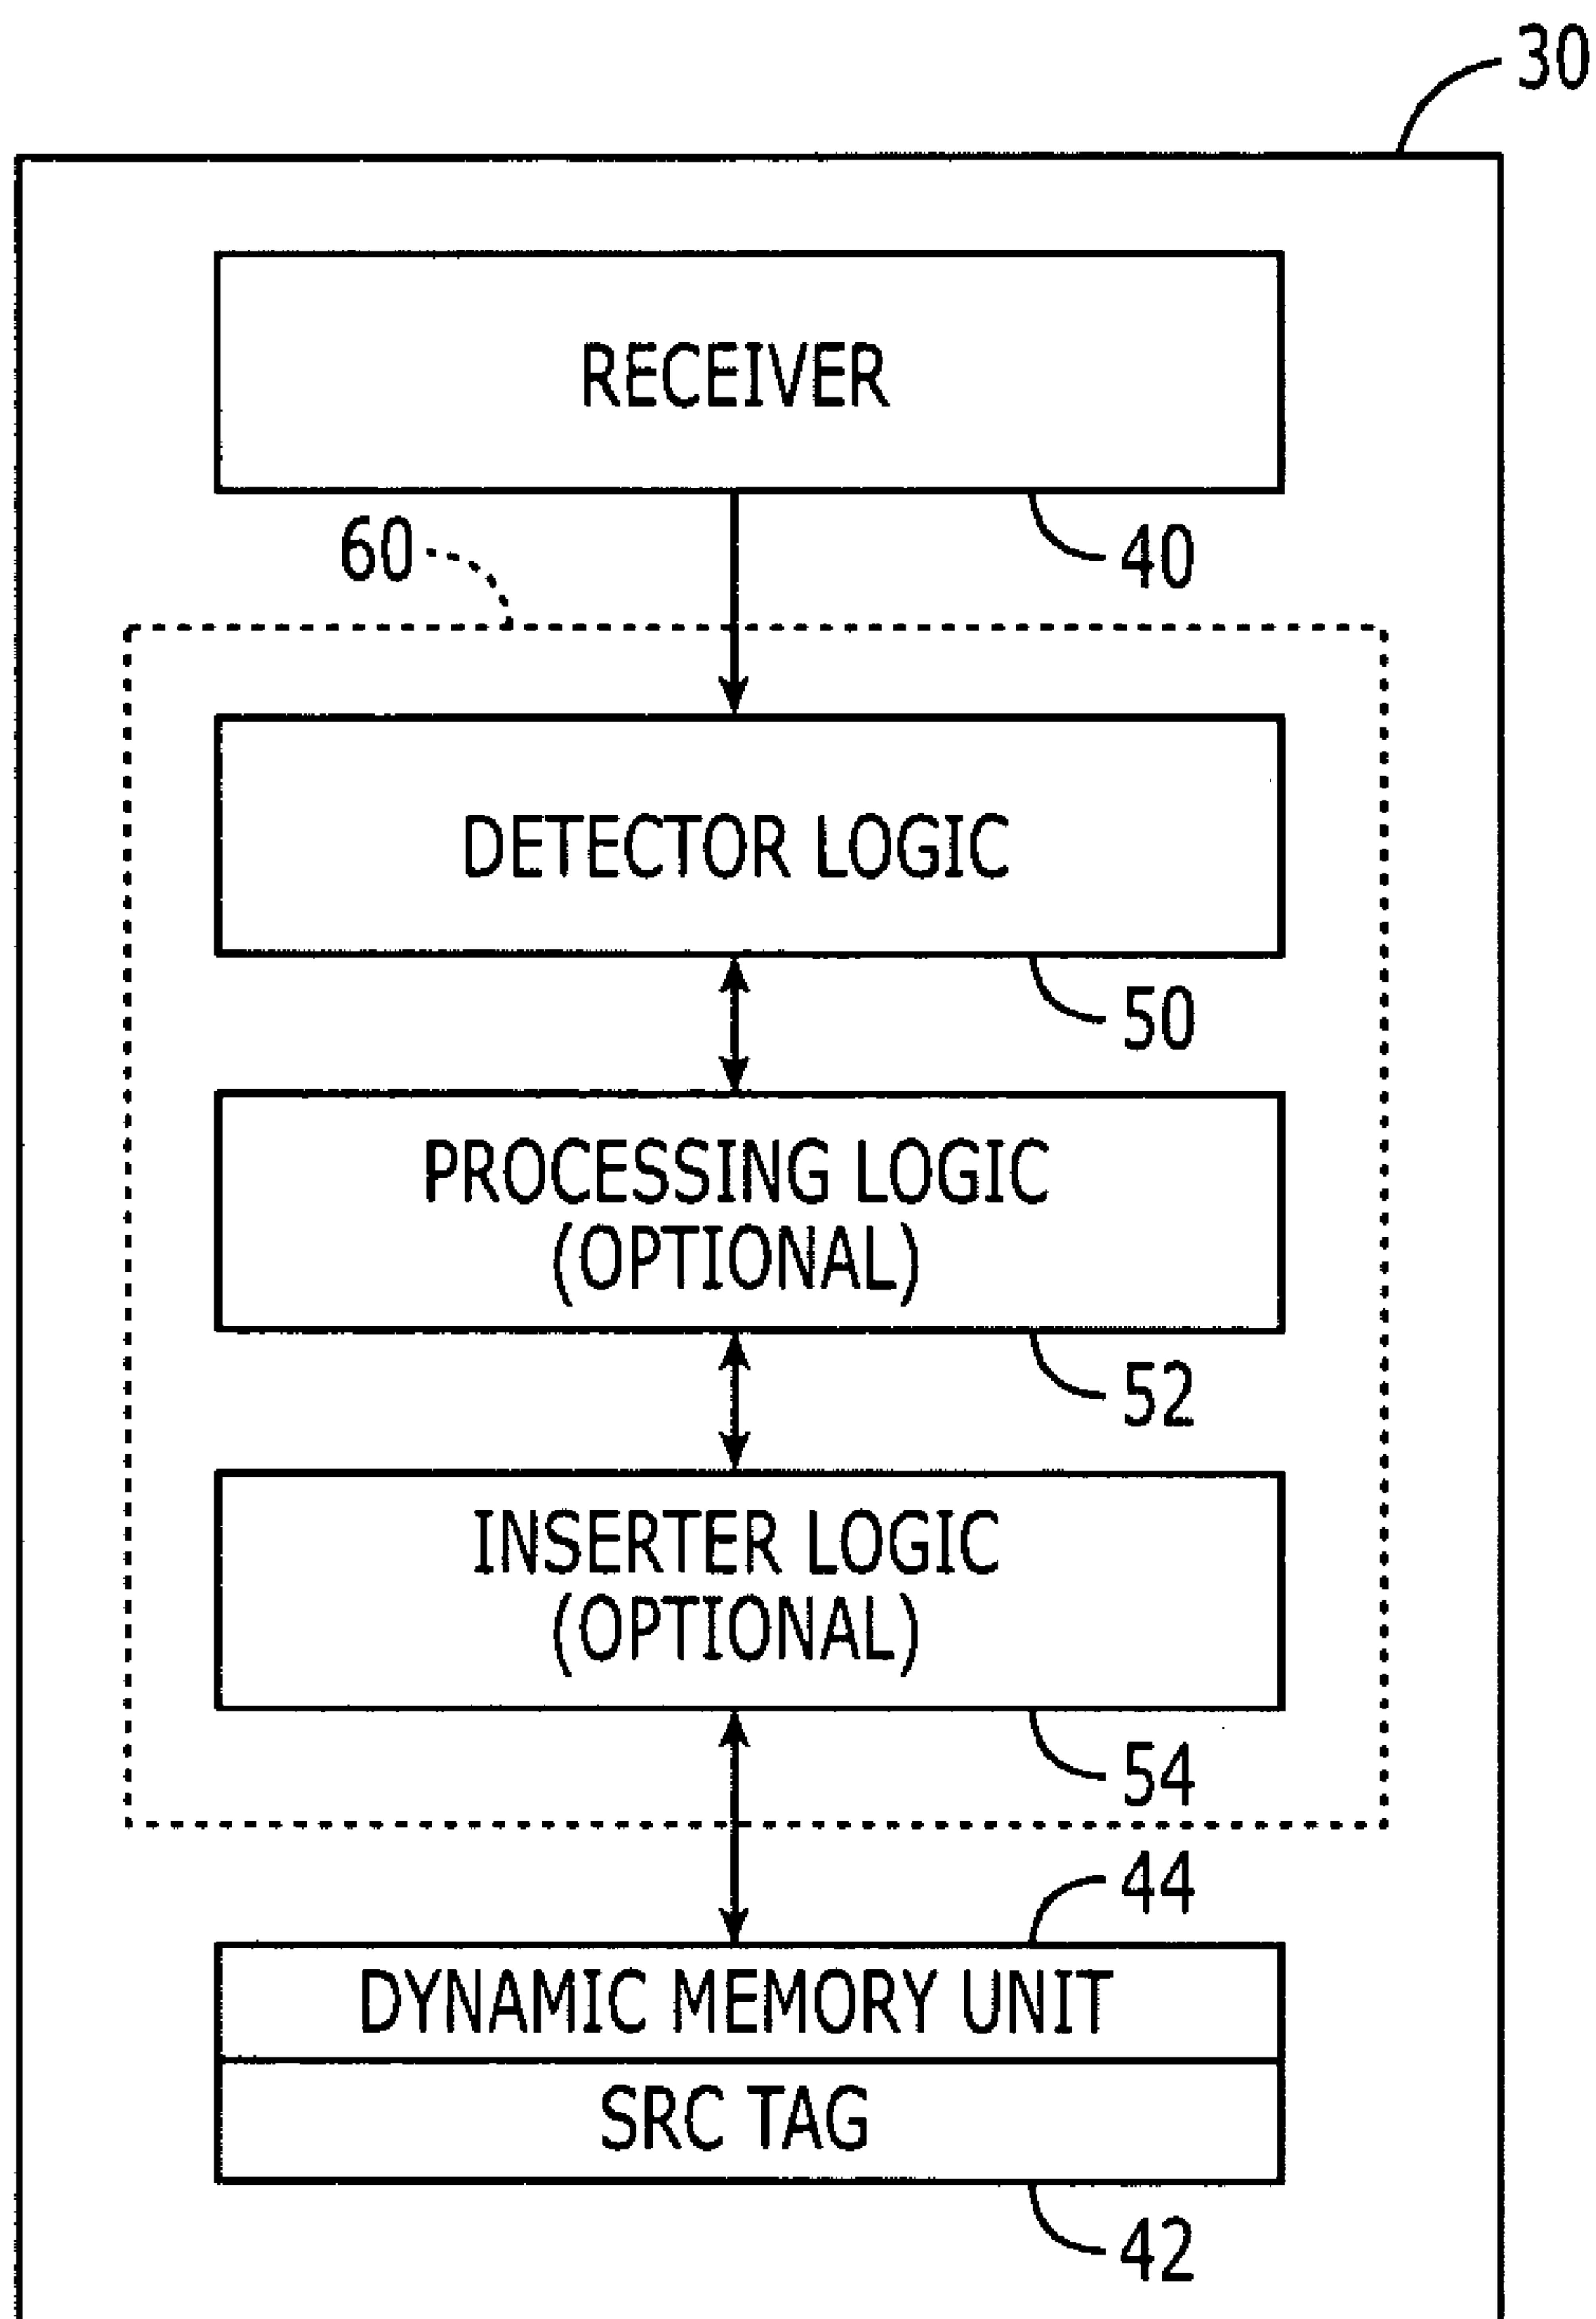 30
RECEIVER
40
60
DETECTOR LOGIC
50
PROCESSING LOGIC
(OPTIONAL)
52
INSERTER LOGIC
(OPTIONAL)
54
44
DYNAMIC MEMORY UNIT
SRC TAG
42